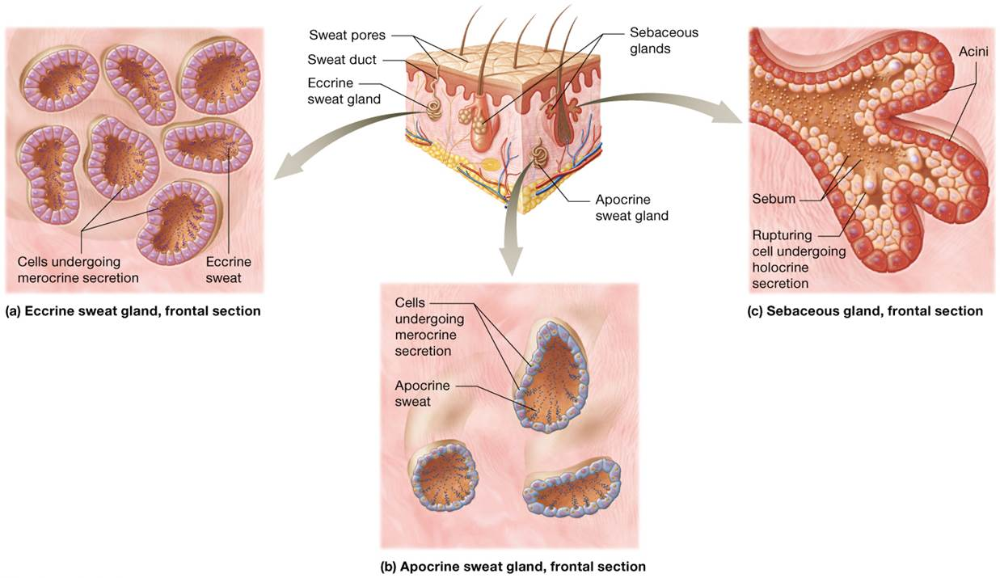 Sweat pores
Sweat duct
Eccrine
sweat gland
Sebaceous
glands
Apocrine
sweat gland
Cells undergoing
merocrine secretion
Eccrine
sweat
(a) Eccrine sweat gland, frontal section
Cells
undergoing
merocrine
secretion
Apocrine
sweat
(b) Apocrine sweat gland, frontal section
Acini
Sebum
Rupturing
cell undergoing
holocrine
secretion
(c) Sebaceous gland, frontal section